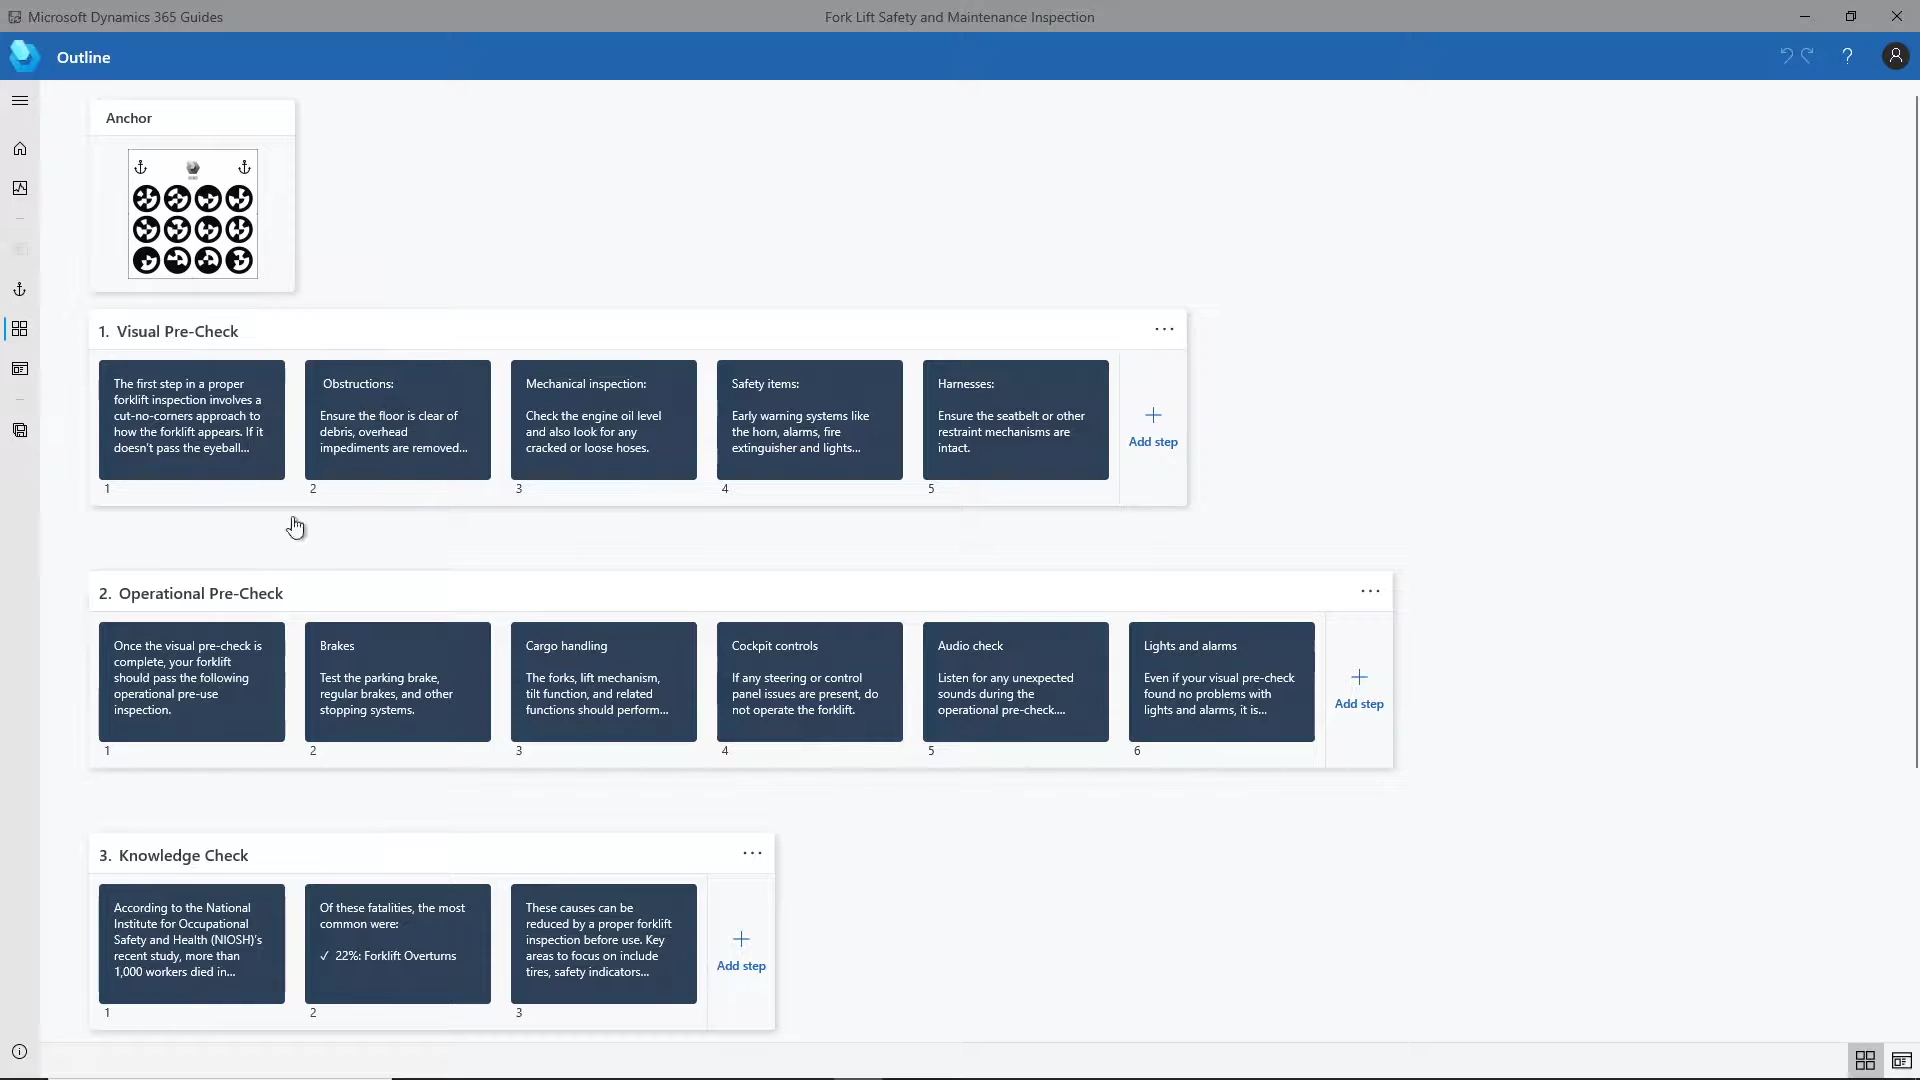 Microsoft Dynamics 365 Guides
Fork Lift Safety and Maintenance Inspection
Outline
?
Anchor
1. Visual Pre-Check
...
The first step in a proper
forklift inspection involves a
cut-no-corners approach to
how the forklift appears. If it
doesn't pass the eyeball...
1
Obstructions:
Ensure the floor is clear of
debris, overhead
impediments are removed...
2
Mechanical inspection:
Check the engine oil level
and also look for any
cracked or loose hoses.
3
Safety items:
Early warning systems like
the horn, alarms, fire
extinguisher and lights...
4
Harnesses:
Ensure the seatbelt or other
restraint mechanisms are
intact.
5
Add step
2. Operational Pre-Check
...
Once the visual pre-check is
complete, your forklift
should pass the following
operational pre-use
inspection.
1
Brakes
Test the parking brake,
regular brakes, and other
stopping systems.
2
Cargo handling
The forks, lift mechanism,
tilt function, and related
functions should perform...
3
Cockpit controls
If any steering or control
panel issues are present, do
not operate the forklift.
4
Audio check
Listen for any unexpected
sounds during the
operational pre-check....
5
Lights and alarms
Even if your visual pre-check
found no problems with
lights and alarms, it is...
6
Add step
3. Knowledge Check
...
According to the National
Institute for Occupational
Safety and Health (NIOSH)'s
recent study, more than
1,000 workers died in...
1
Of these fatalities, the most
common were:
✓ 22%: Forklift Overturns
2
These causes can be
reduced by a proper forklift
inspection before use. Key
areas to focus on include
tires, safety indicators...
3
Add step